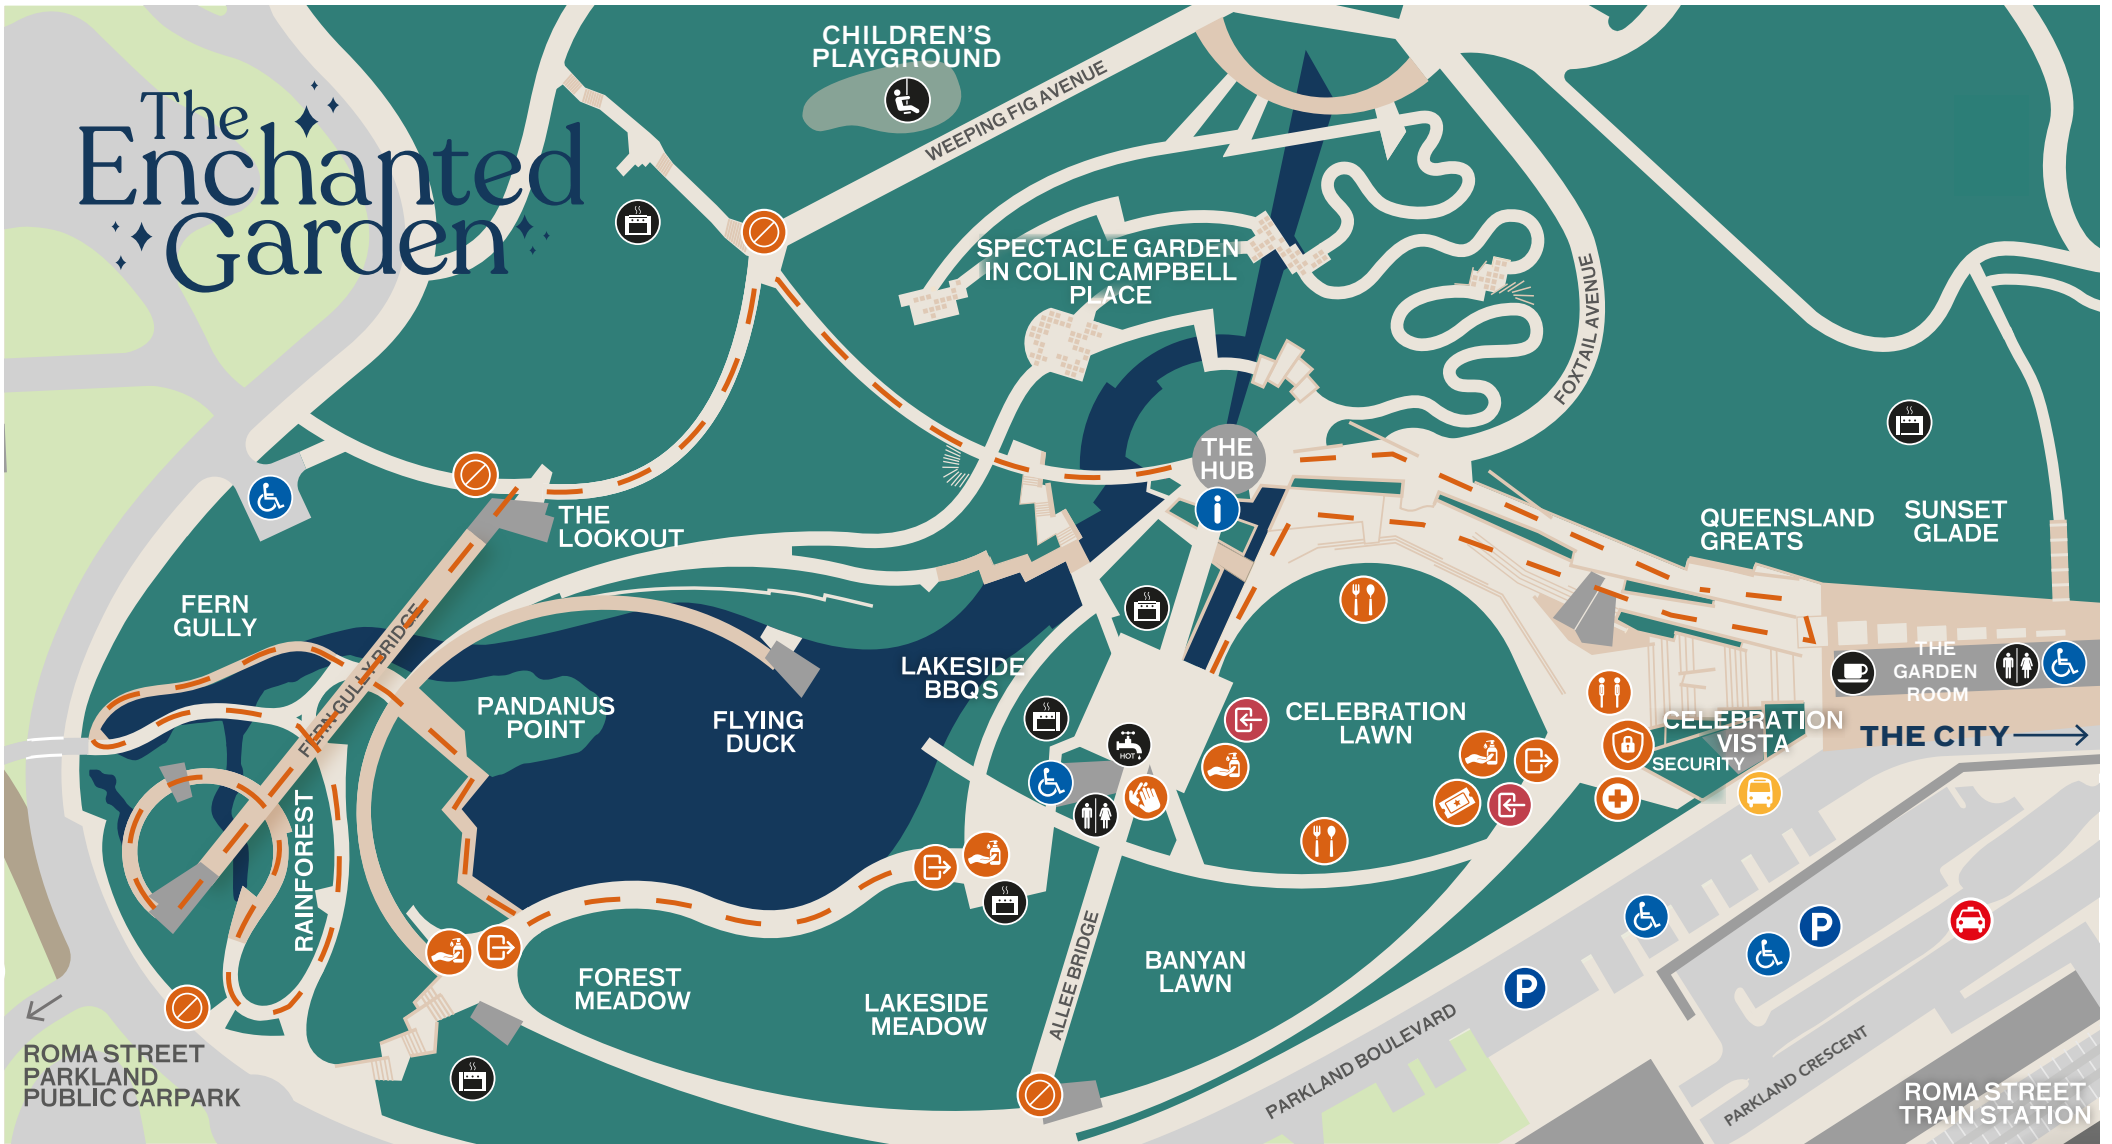 The
Enchanted
Garden
CHILDREN'S
PLAYGROUND
WEEPING FIG AVENUE
SPECTACLE GARDEN
IN COLIN CAMPBELL
PLACE
FOXTAIL AVENUE
THE
HUB
i
THE
LOOKOUT
QUEENSLAND
GREATS
SUNSET
GLADE
FERN
GULLY
FERN GULLY BRIDGE
LAKESIDE
BBQS
THE
GARDEN
ROOM
PANDANUS
POINT
FLYING
DUCK
CELEBRATION
LAWN
CELEBRATION
VISTA
SECURITY
THE CITY
HOT
RAINFOREST
FOREST
MEADOW
LAKESIDE
MEADOW
ALLEE BRIDGE
BANYAN
LAWN
P
P
PARKLAND BOULEVARD
PARKLAND CRESCENT
ROMA STREET
PARKLAND
PUBLIC CARPARK
ROMA STREET
TRAIN STATION